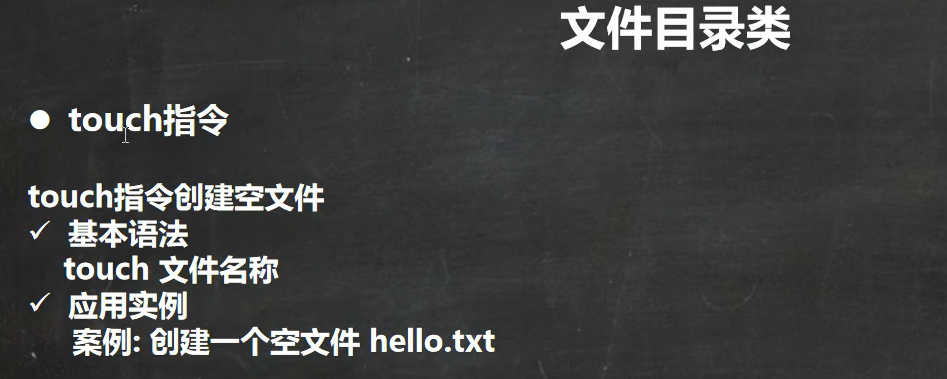 文件目录类
● touch指令
touch指令创建空文件
✓ 基本语法
touch 文件名称
✓ 应用实例
案例: 创建一个空文件 hello.txt